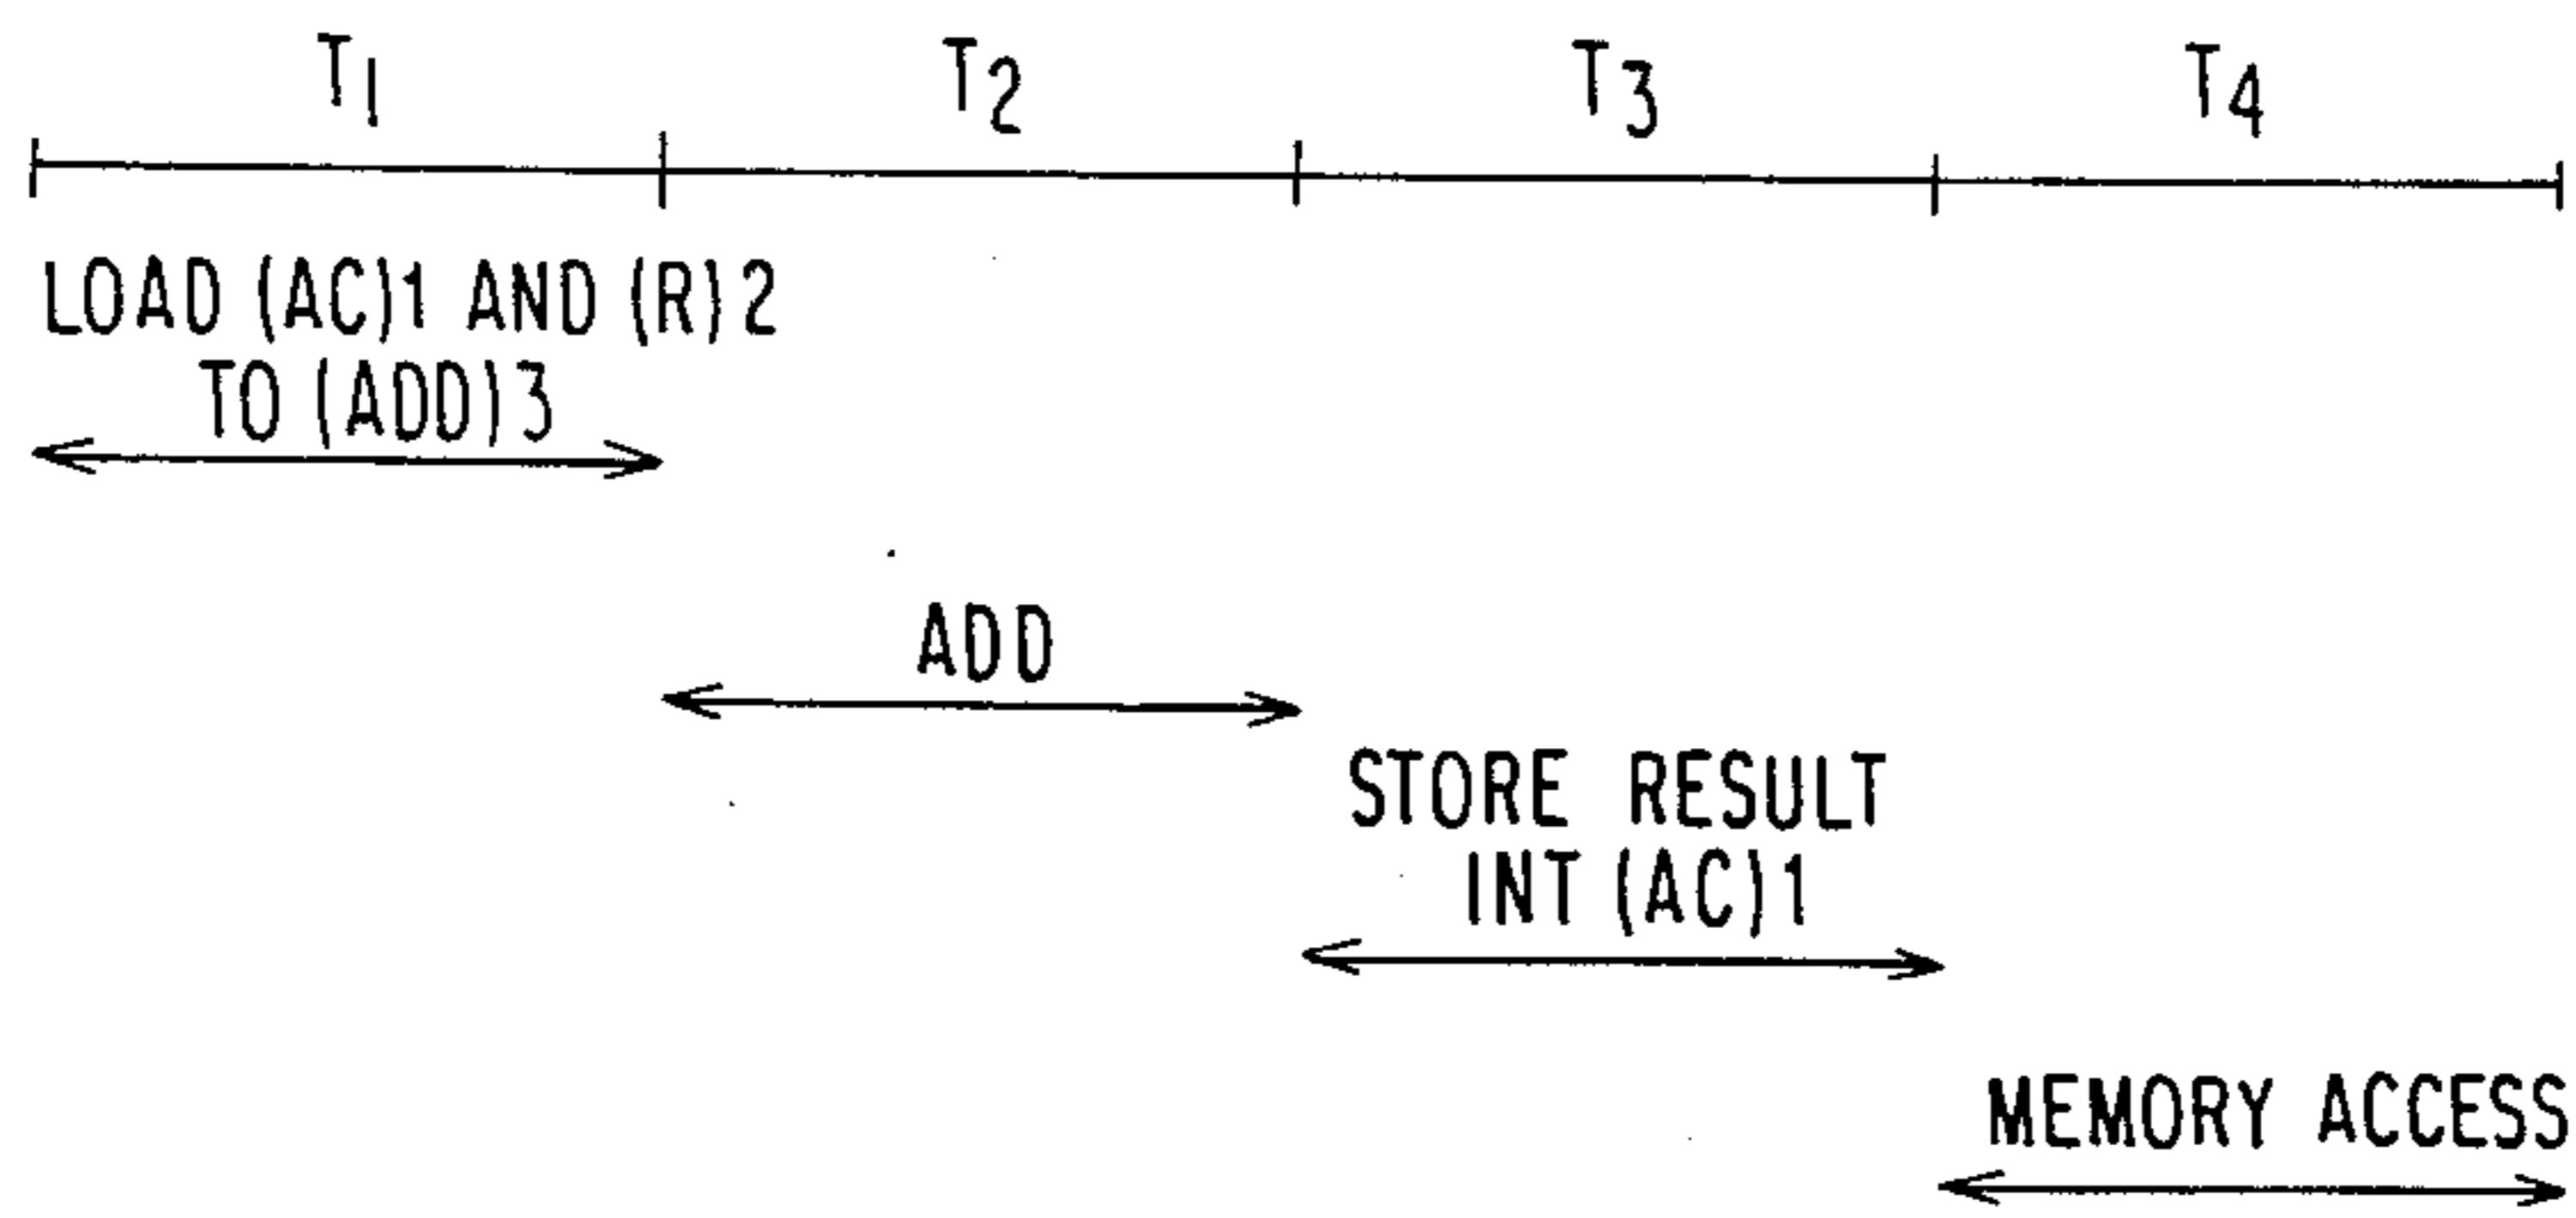 T1 T2 T3 T4
LOAD (AC)1 AND (R)2
TO (ADD)3
ADD
STORE RESULT
INT (AC)1
MEMORY ACCESS